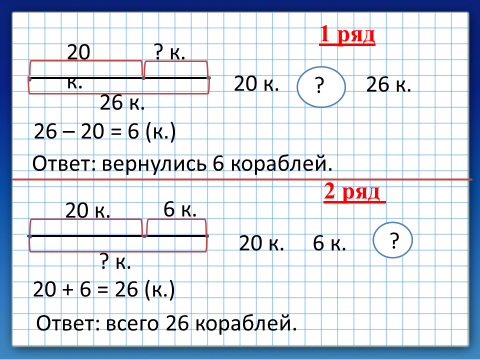 1 ряд
20 к.
? к.
26 к.
20 к. ? 26 к.
26 – 20 = 6 (к.)
Ответ: вернулись 6 кораблей.
2 ряд
20 к. 6 к.
? к.
20 к. 6 к. ?
20 + 6 = 26 (к.)
Ответ: всего 26 кораблей.